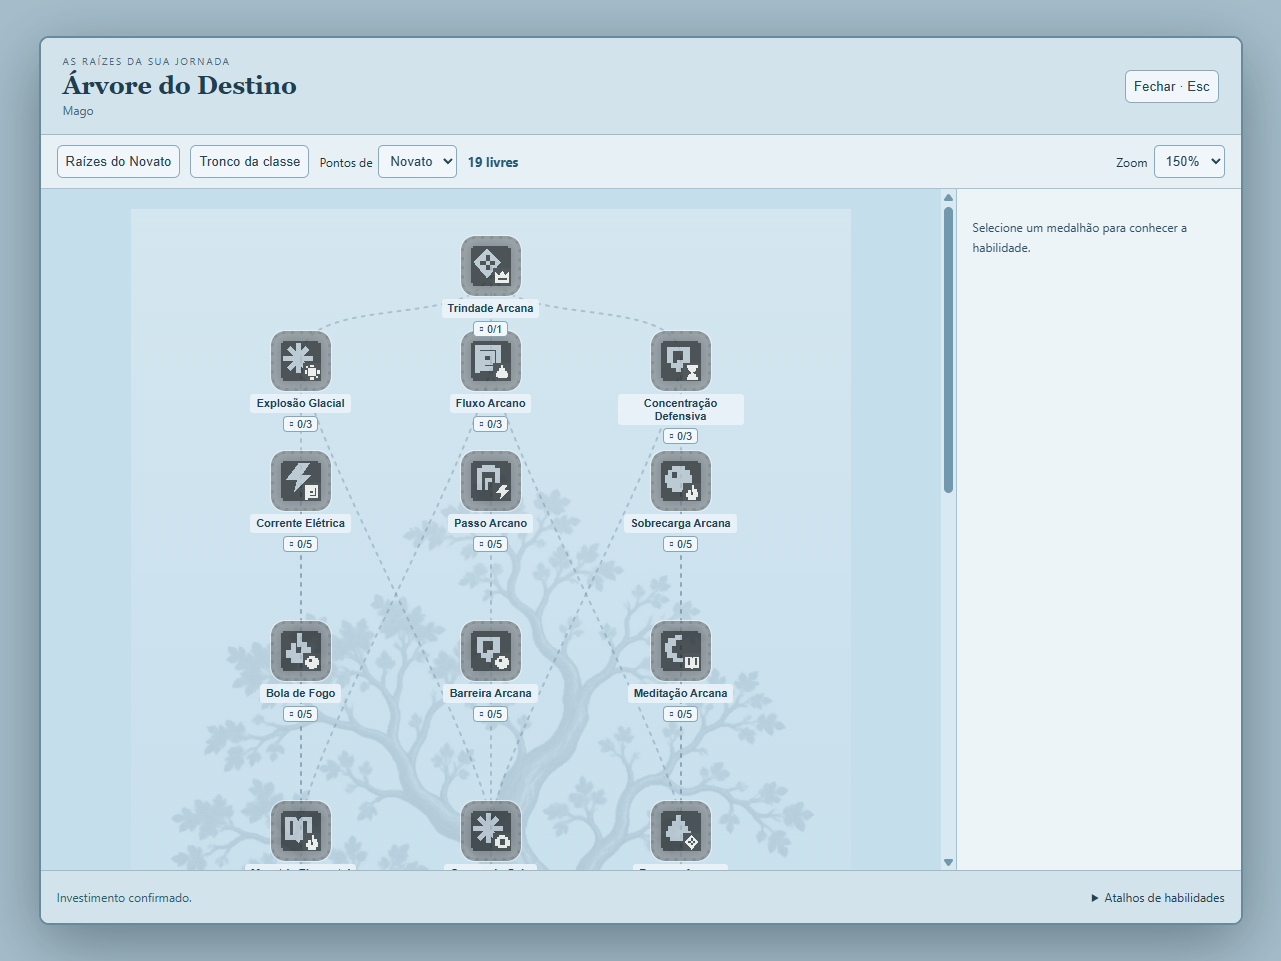 AS RAÍZES DA SUA JORNADA
Árvore do Destino
Mago
Fechar · Esc
Raízes do Novato
Tronco da classe
Pontos de
Novato
19 livres
Zoom
150%
Trindade Arcana
0/1
Explosão Glacial
0/3
Fluxo Arcano
0/3
Concentração
Defensiva
0/3
Corrente Elétrica
0/5
Passo Arcano
0/5
Sobrecarga Arcana
0/5
Bola de Fogo
0/5
Barreira Arcana
0/5
Meditação Arcana
0/5
Selecione um medalhão para conhecer a
habilidade.
Investimento confirmado.
Atalhos de habilidades